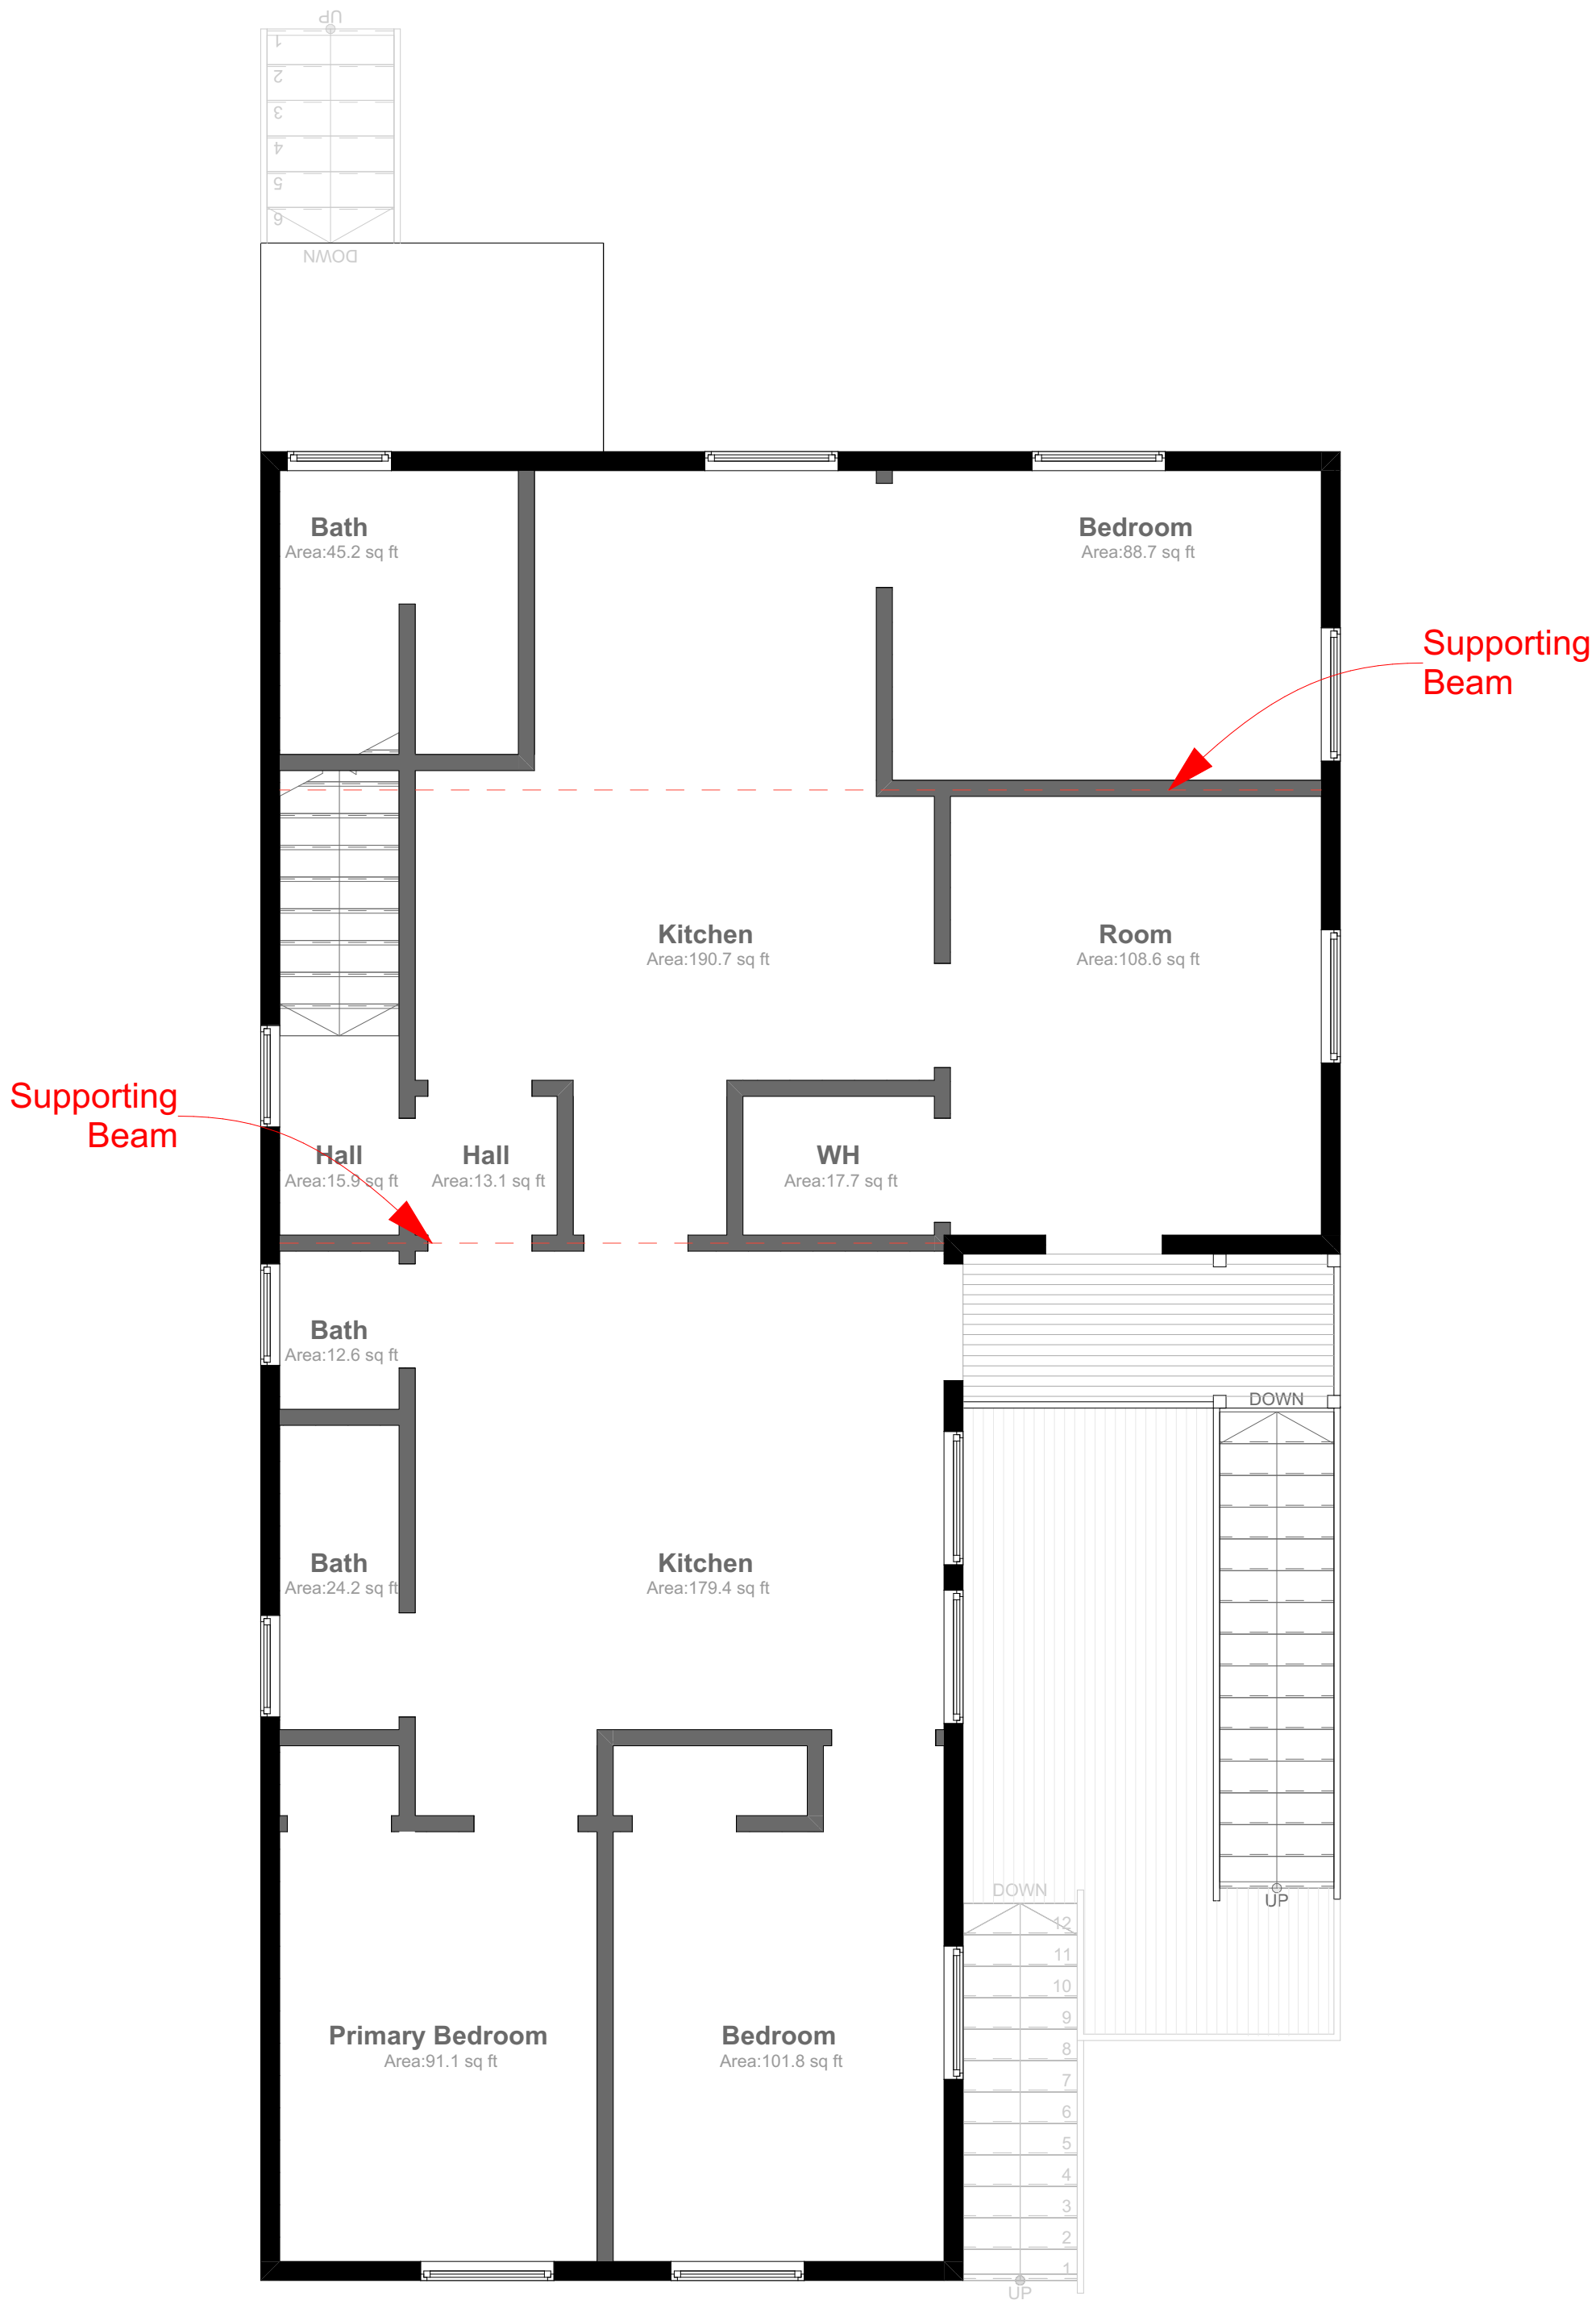 UP
1
2
3
4
5
6
DOWN
Bath
Area:45.2 sq ft
Bedroom
Area:88.7 sq ft
Supporting
Beam
Kitchen
Area:190.7 sq ft
Room
Area:108.6 sq ft
Supporting
Beam
Hall
Area:15.9 sq ft
Hall
Area:13.1 sq ft
WH
Area:17.7 sq ft
Bath
Area:12.6 sq ft
DOWN
Bath
Area:24.2 sq ft
Kitchen
Area:179.4 sq ft
UP
DOWN
12
11
10
9
8
7
6
5
4
3
2
1
UP
Primary Bedroom
Area:91.1 sq ft
Bedroom
Area:101.8 sq ft